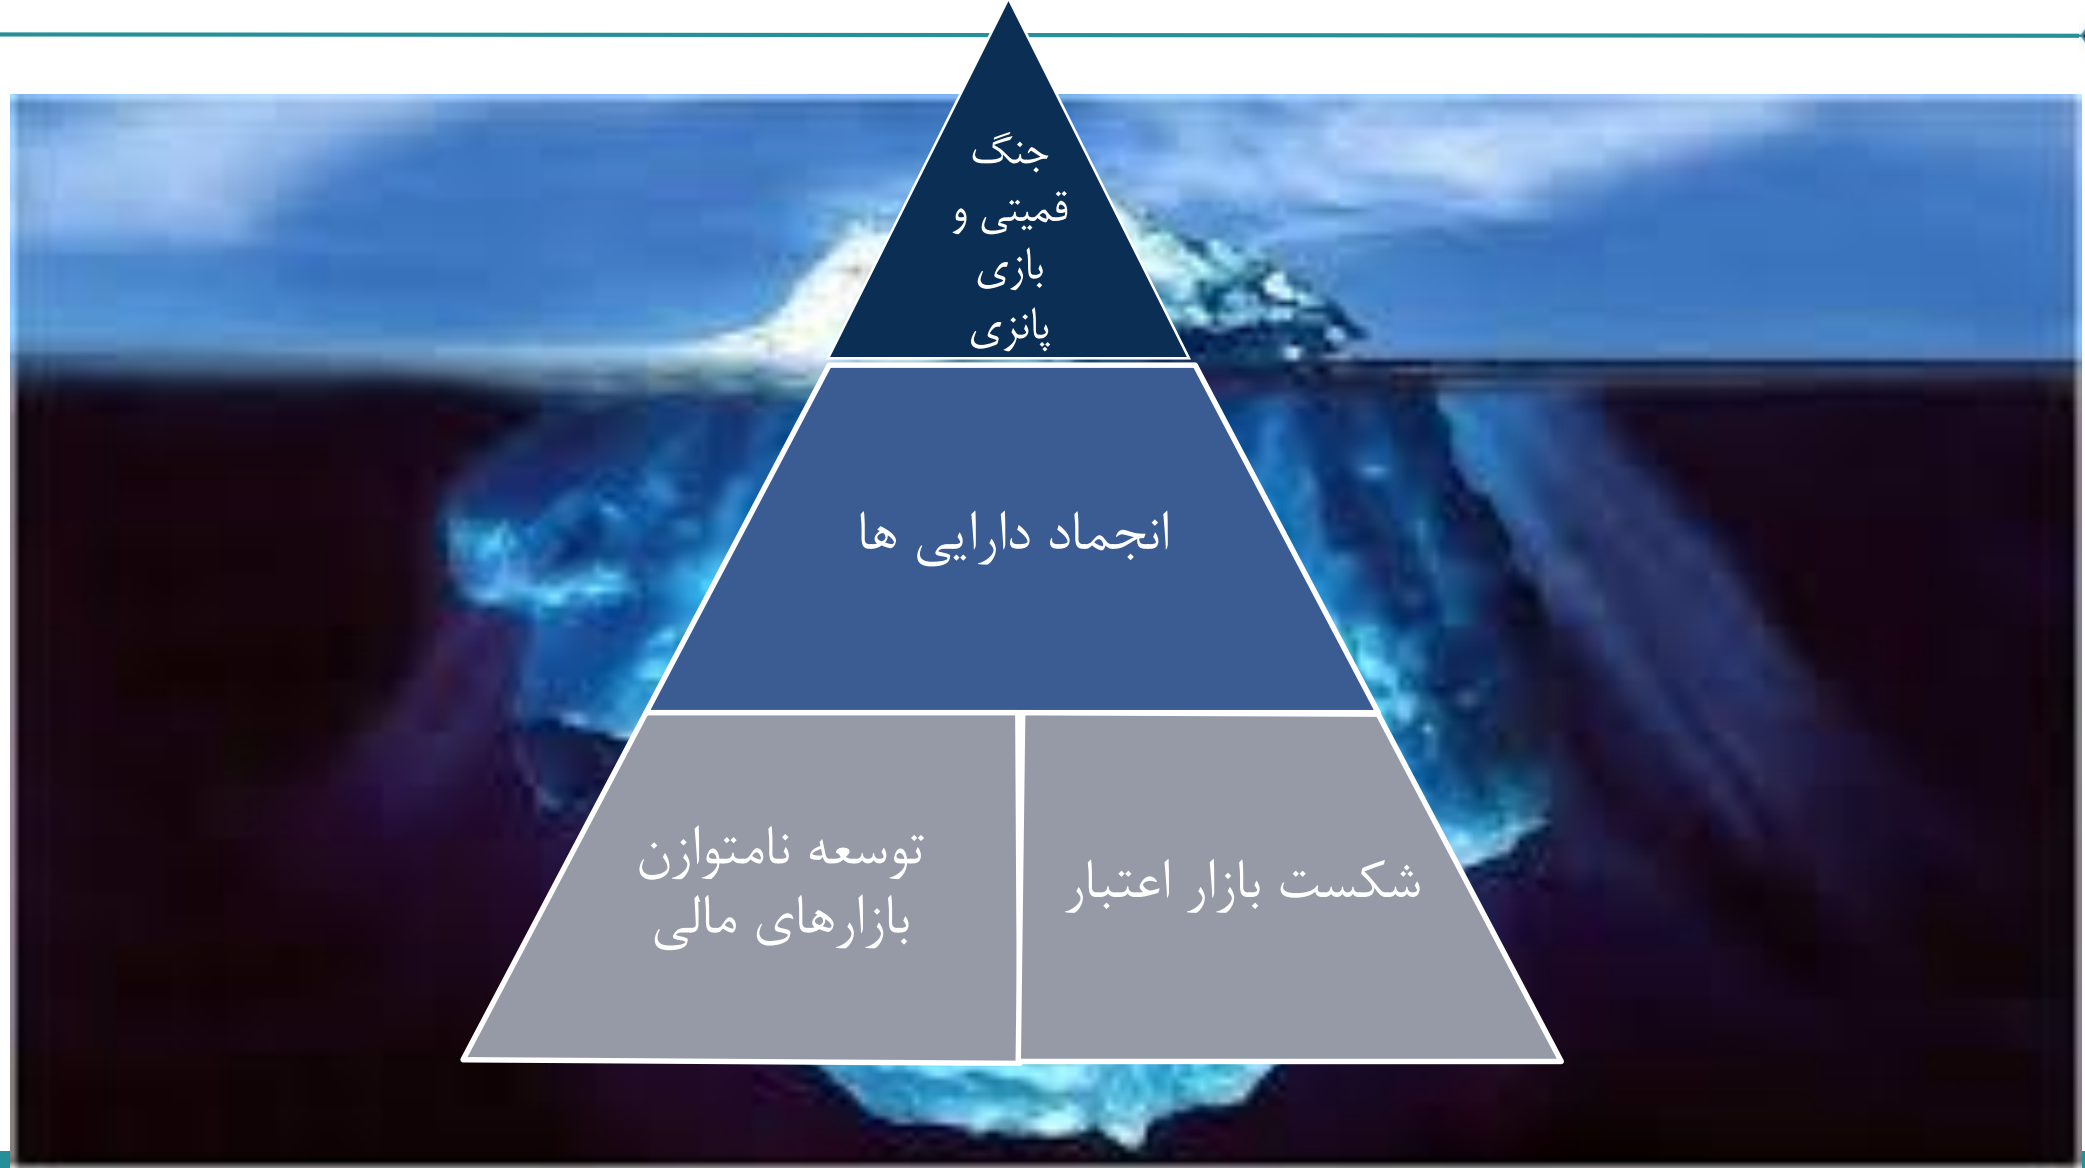 جنگ
قمیتی و
بازی
پانزی
انجماد دارایی ها
شکست بازار اعتبار
توسعه نامتوازن
بازارهای مالی